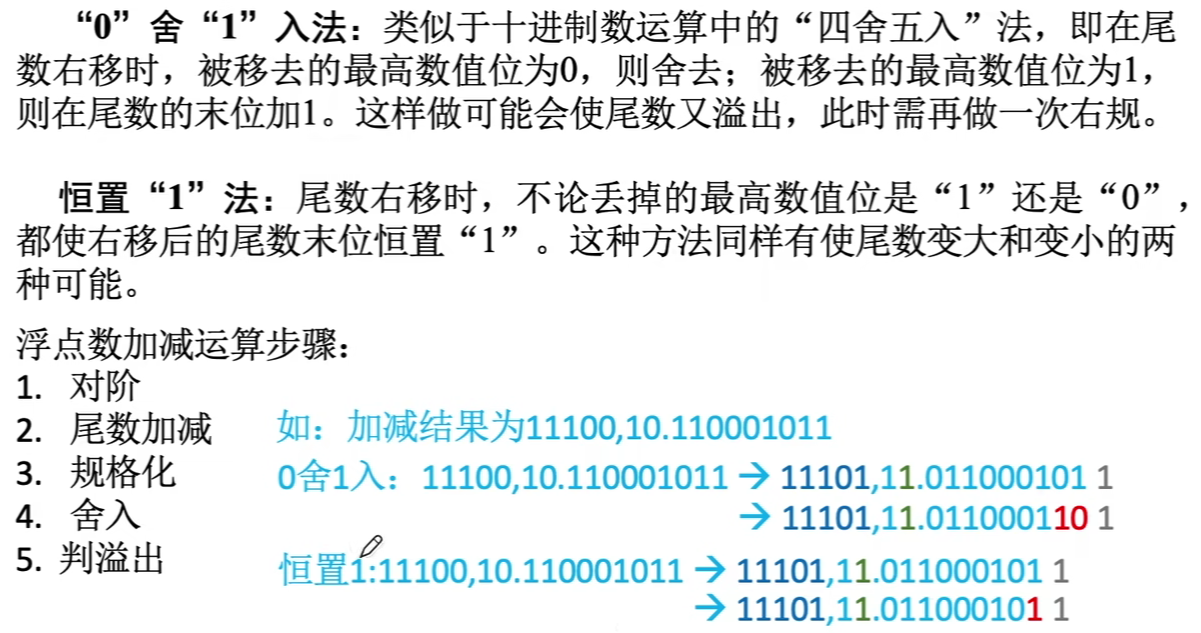 “0”舍“1”入法：类似于十进制数运算中的“四舍五入”法，即在尾
数右移时，被移去的最高数值位为0，则舍去；被移去的最高数值位为1，
则在尾数的末位加1。这样做可能会使尾数又溢出，此时需再做一次右规。
恒置“1”法：尾数右移时，不论丢掉的最高数值位是“1”还是“0”，
都使右移后的尾数末位恒置“1”。这种方法同样有使尾数变大和变小的两
种可能。
浮点数加减运算步骤：
1. 对阶
2. 尾数加减
3. 规格化
4. 舍入
5. 判溢出
如：加减结果为11100,10.110001011
0舍1入：11100,10.110001011 → 11101,11.011000101 1
→ 11101,11.011000110 1
恒置1:11100,10.110001011 → 11101,11.011000101 1
→ 11101,11.011000101 1